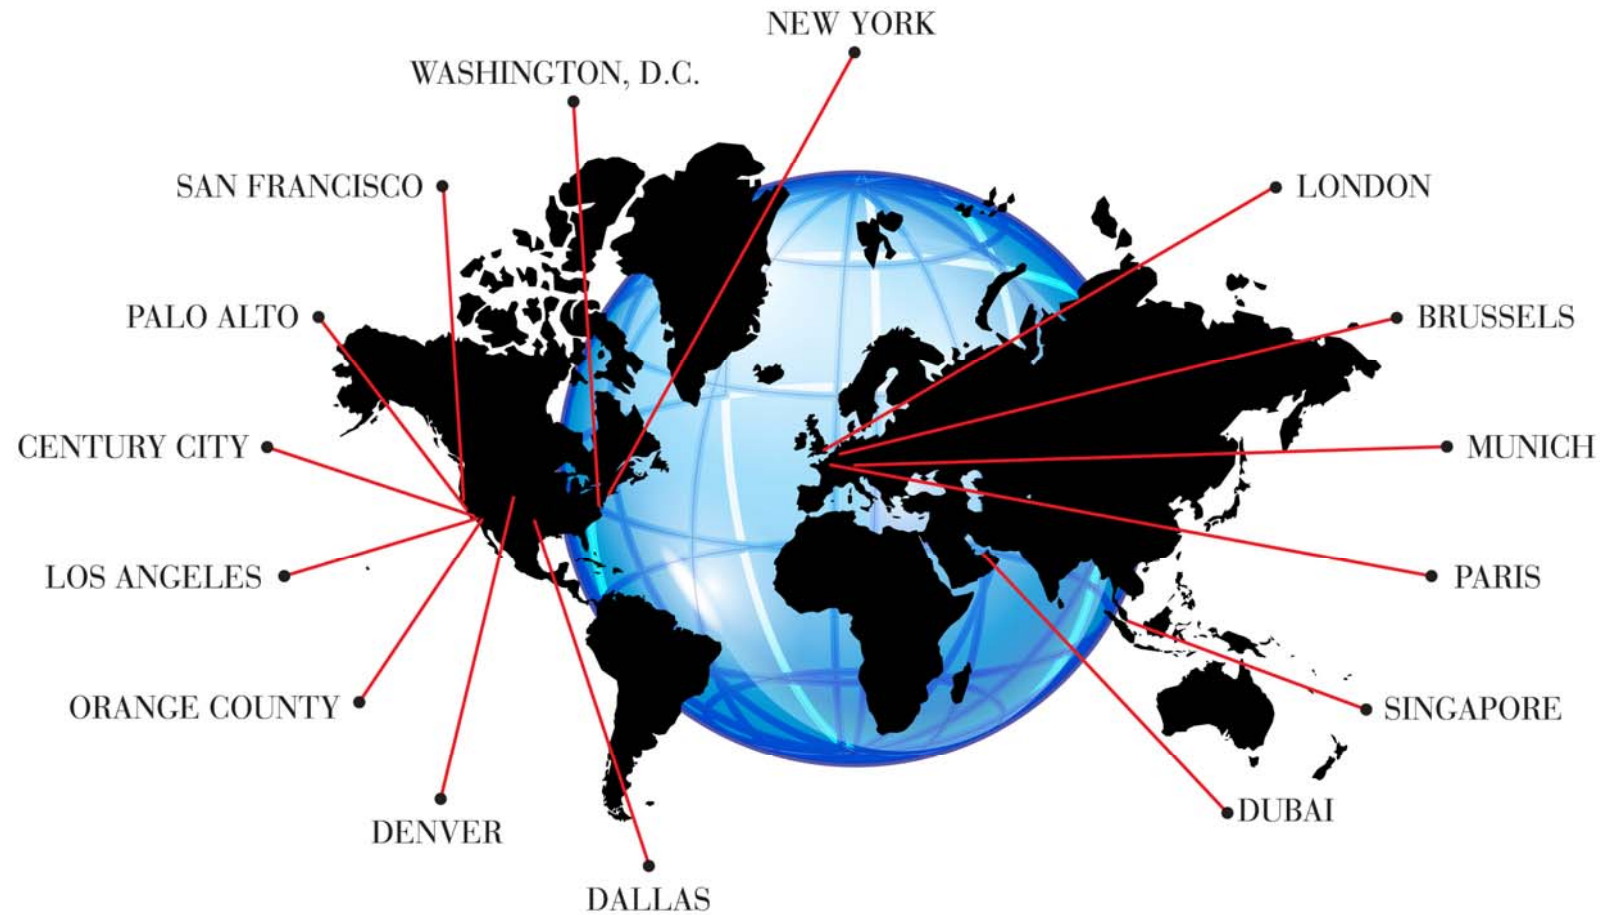 NEW YORK
WASHINGTON, D.C.
SAN FRANCISCO
LONDON
PALO ALTO
BRUSSELS
CENTURY CITY
MUNICH
LOS ANGELES
PARIS
ORANGE COUNTY
SINGAPORE
DUBAI
DENVER
DALLAS